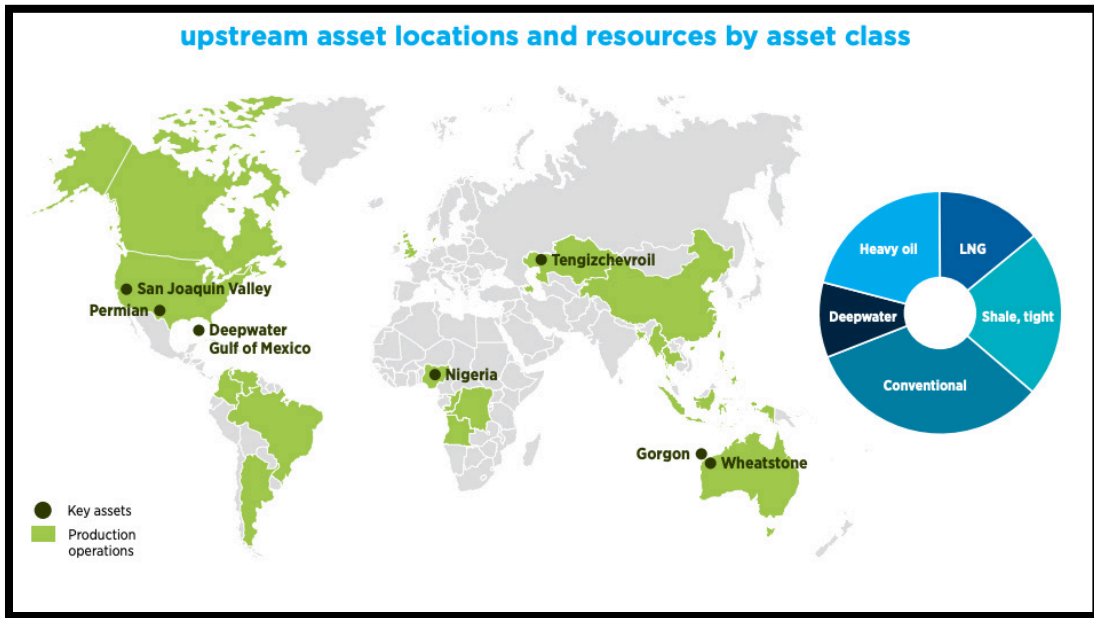 upstream asset locations and resources by asset class
San Joaquin Valley
Permian
Deepwater
Gulf of Mexico
Tengizchevroil
Nigeria
Gorgon
Wheatstone
Key assets
Production
operations
Heavy oil
LNG
Deepwater
Shale, tight
Conventional